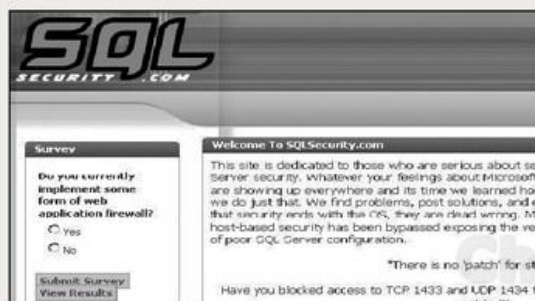 SQL
SECURITY .COM
Survey
Do you currently
implement some
form of web
application firewall?
Yes
No
Submit Survey
View Results
Welcome To SQLSecurity.com
This site is dedicated to those who are serious about
Server security. Whatever your feelings about Microsoft
are showing up everywhere and its time we learned
we do just that. We find problems, post solutions, and
that security ends with the OS, they are dead wrong.
host-based security has been bypassed exposing the
of poor SQL Server configuration.
"There is no 'patch' for
Have you blocked access to TCP 1433 and UDP 1434